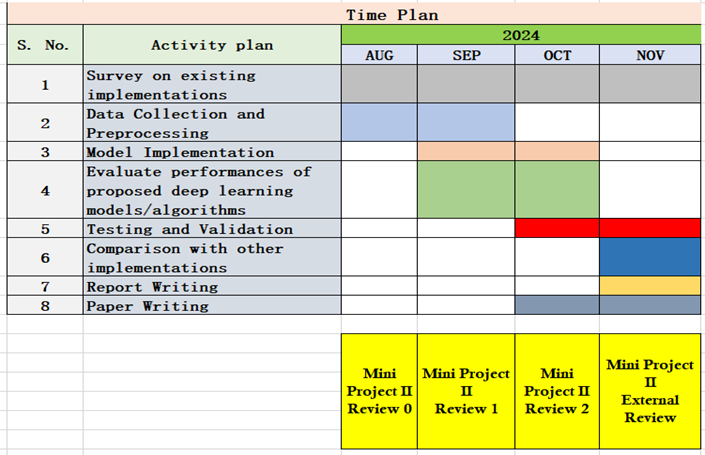 Time Plan
S. No.
Activity plan
2024
AUG
SEP
OCT
NOV
1
Survey on existing
implementations
2
Data Collection and
Preprocessing
3
Model Implementation
4
Evaluate performances of
proposed deep learning
models/algorithms
5
Testing and Validation
6
Comparison with other
implementations
7
Report Writing
8
Paper Writing
Mini
Project II
Review 0
Mini Project
II
Review 1
Mini
Project II
Review 2
Mini Project
II
External
Review